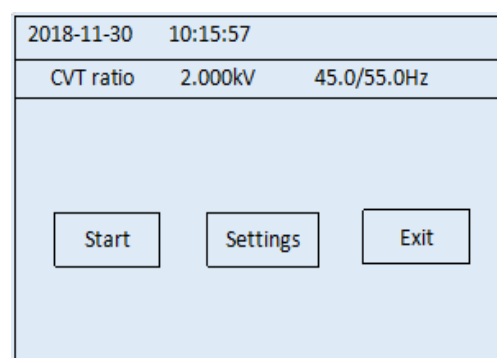 2018-11-30 10:15:57
CVT ratio 2.000kV 45.0/55.0Hz
Start Settings Exit